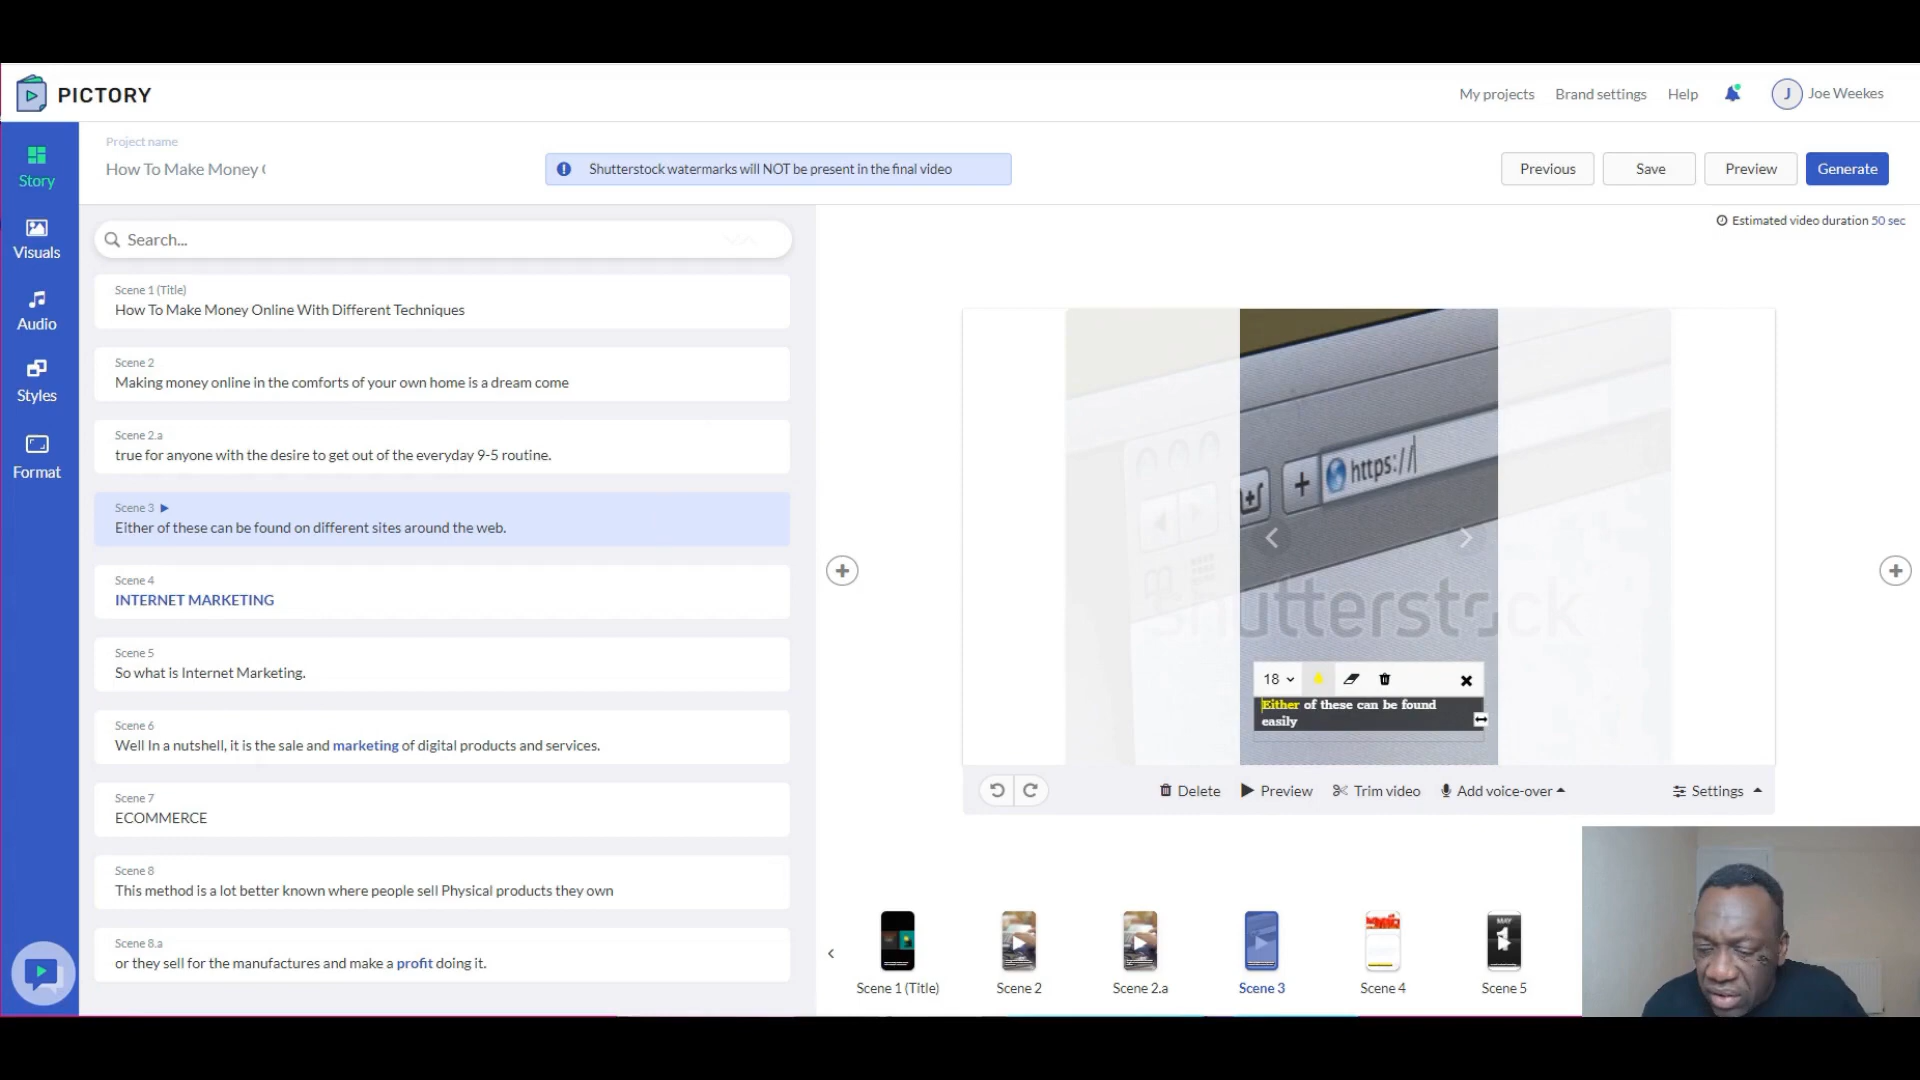 PICTORY
My projects
Brand settings
Help
J
Joe Weekes
Story
Visuals
Audio
Styles
Format
Project name
How To Make Money
Shutterstock watermarks will NOT be present in the final video
Previous
Save
Preview
Generate
Estimated video duration 50 sec
Search...
Scene 1 (Title)
How To Make Money Online With Different Techniques
Scene 2
Making money online in the comforts of your own home is a dream come
Scene 2.a
true for anyone with the desire to get out of the everyday 9-5 routine.
Scene 3
Either of these can be found on different sites around the web.
Scene 4
INTERNET MARKETING
Scene 5
So what is Internet Marketing.
Scene 6
Well In a nutshell, it is the sale and marketing of digital products and services.
Scene 7
ECOMMERCE
Scene 8
This method is a lot better known where people sell Physical products they own
Scene 8.a
or they sell for the manufactures and make a profit doing it.
+ https://
shutterstock
18
Either of these can be found
easily
Delete
Preview
Trim video
Add voice-over
Settings
MAY
1
Scene 1 (Title)
Scene 2
Scene 2.a
Scene 3
Scene 4
Scene 5